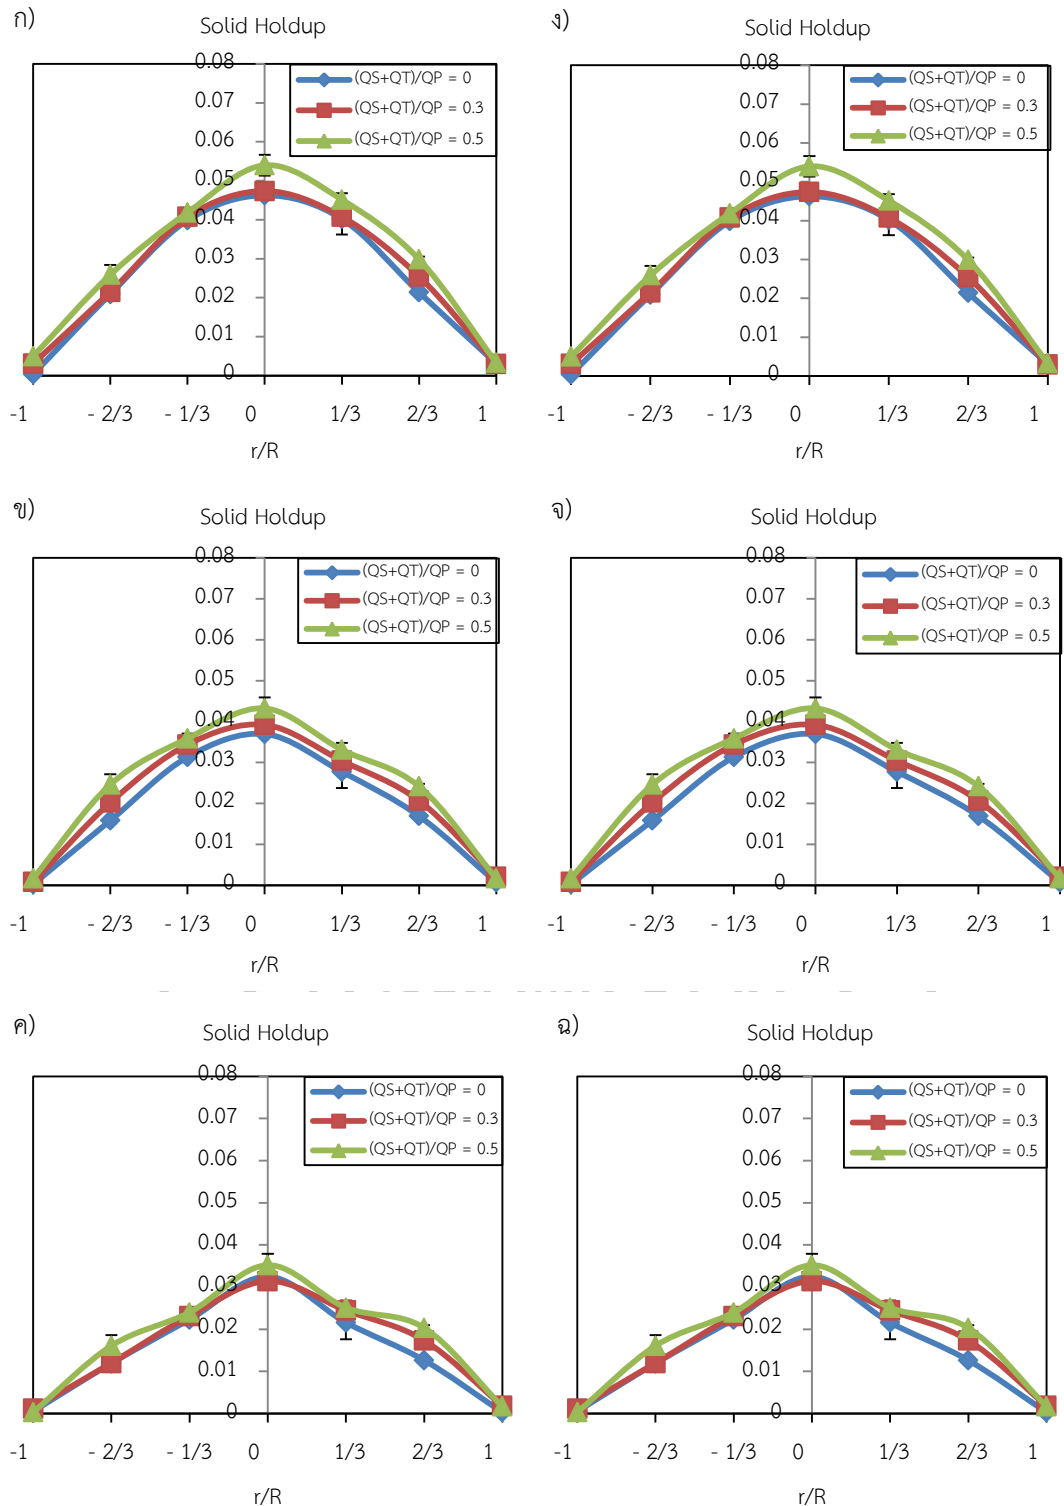 ก)
Solid Holdup
0.08
0.07
0.06
0.05
0.04
0.03
0.02
0.01
0
(QS+QT)/QP = 0
(QS+QT)/QP = 0.3
(QS+QT)/QP = 0.5
-1 - 2/3 - 1/3 0 1/3 2/3 1
r/R
ง)
Solid Holdup
0.08
0.07
0.06
0.05
0.04
0.03
0.02
0.01
0
(QS+QT)/QP = 0
(QS+QT)/QP = 0.3
(QS+QT)/QP = 0.5
-1 - 2/3 - 1/3 0 1/3 2/3 1
r/R
ข)
Solid Holdup
0.08
0.07
0.06
0.05
0.04
0.03
0.02
0.01
0
(QS+QT)/QP = 0
(QS+QT)/QP = 0.3
(QS+QT)/QP = 0.5
-1 - 2/3 - 1/3 0 1/3 2/3 1
r/R
จ)
Solid Holdup
0.08
0.07
0.06
0.05
0.04
0.03
0.02
0.01
0
(QS+QT)/QP = 0
(QS+QT)/QP = 0.3
(QS+QT)/QP = 0.5
-1 - 2/3 - 1/3 0 1/3 2/3 1
r/R
ค)
Solid Holdup
0.08
0.07
0.06
0.05
0.04
0.03
0.02
0.01
0
(QS+QT)/QP = 0
(QS+QT)/QP = 0.3
(QS+QT)/QP = 0.5
-1 - 2/3 - 1/3 0 1/3 2/3 1
r/R
ฉ)
Solid Holdup
0.08
0.07
0.06
0.05
0.04
0.03
0.02
0.01
0
(QS+QT)/QP = 0
(QS+QT)/QP = 0.3
(QS+QT)/QP = 0.5
-1 - 2/3 - 1/3 0 1/3 2/3 1
r/R